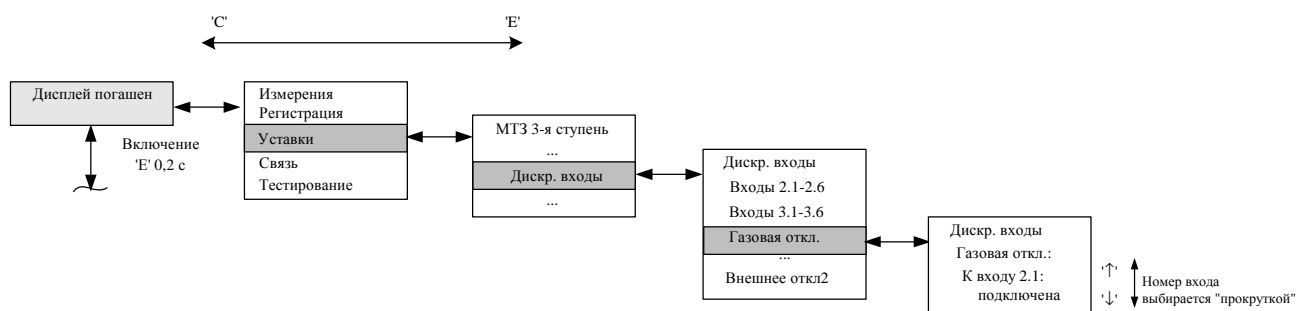 'C'
'E'
Дисплей погашен
Включение
'E' 0,2 с
Измерения
Регистрация
Уставки
Связь
Тестирование
МТЗ 3-я ступень
...
Дискр. входы
...
Дискр. входы
Входы 2.1-2.6
Входы 3.1-3.6
Газовая откл.
...
Внешнее откл2
Дискр. входы
Газовая откл.:
К входу 2.1:
подключена
'↑'
'↓'
Номер входа
выбирается "прокруткой"